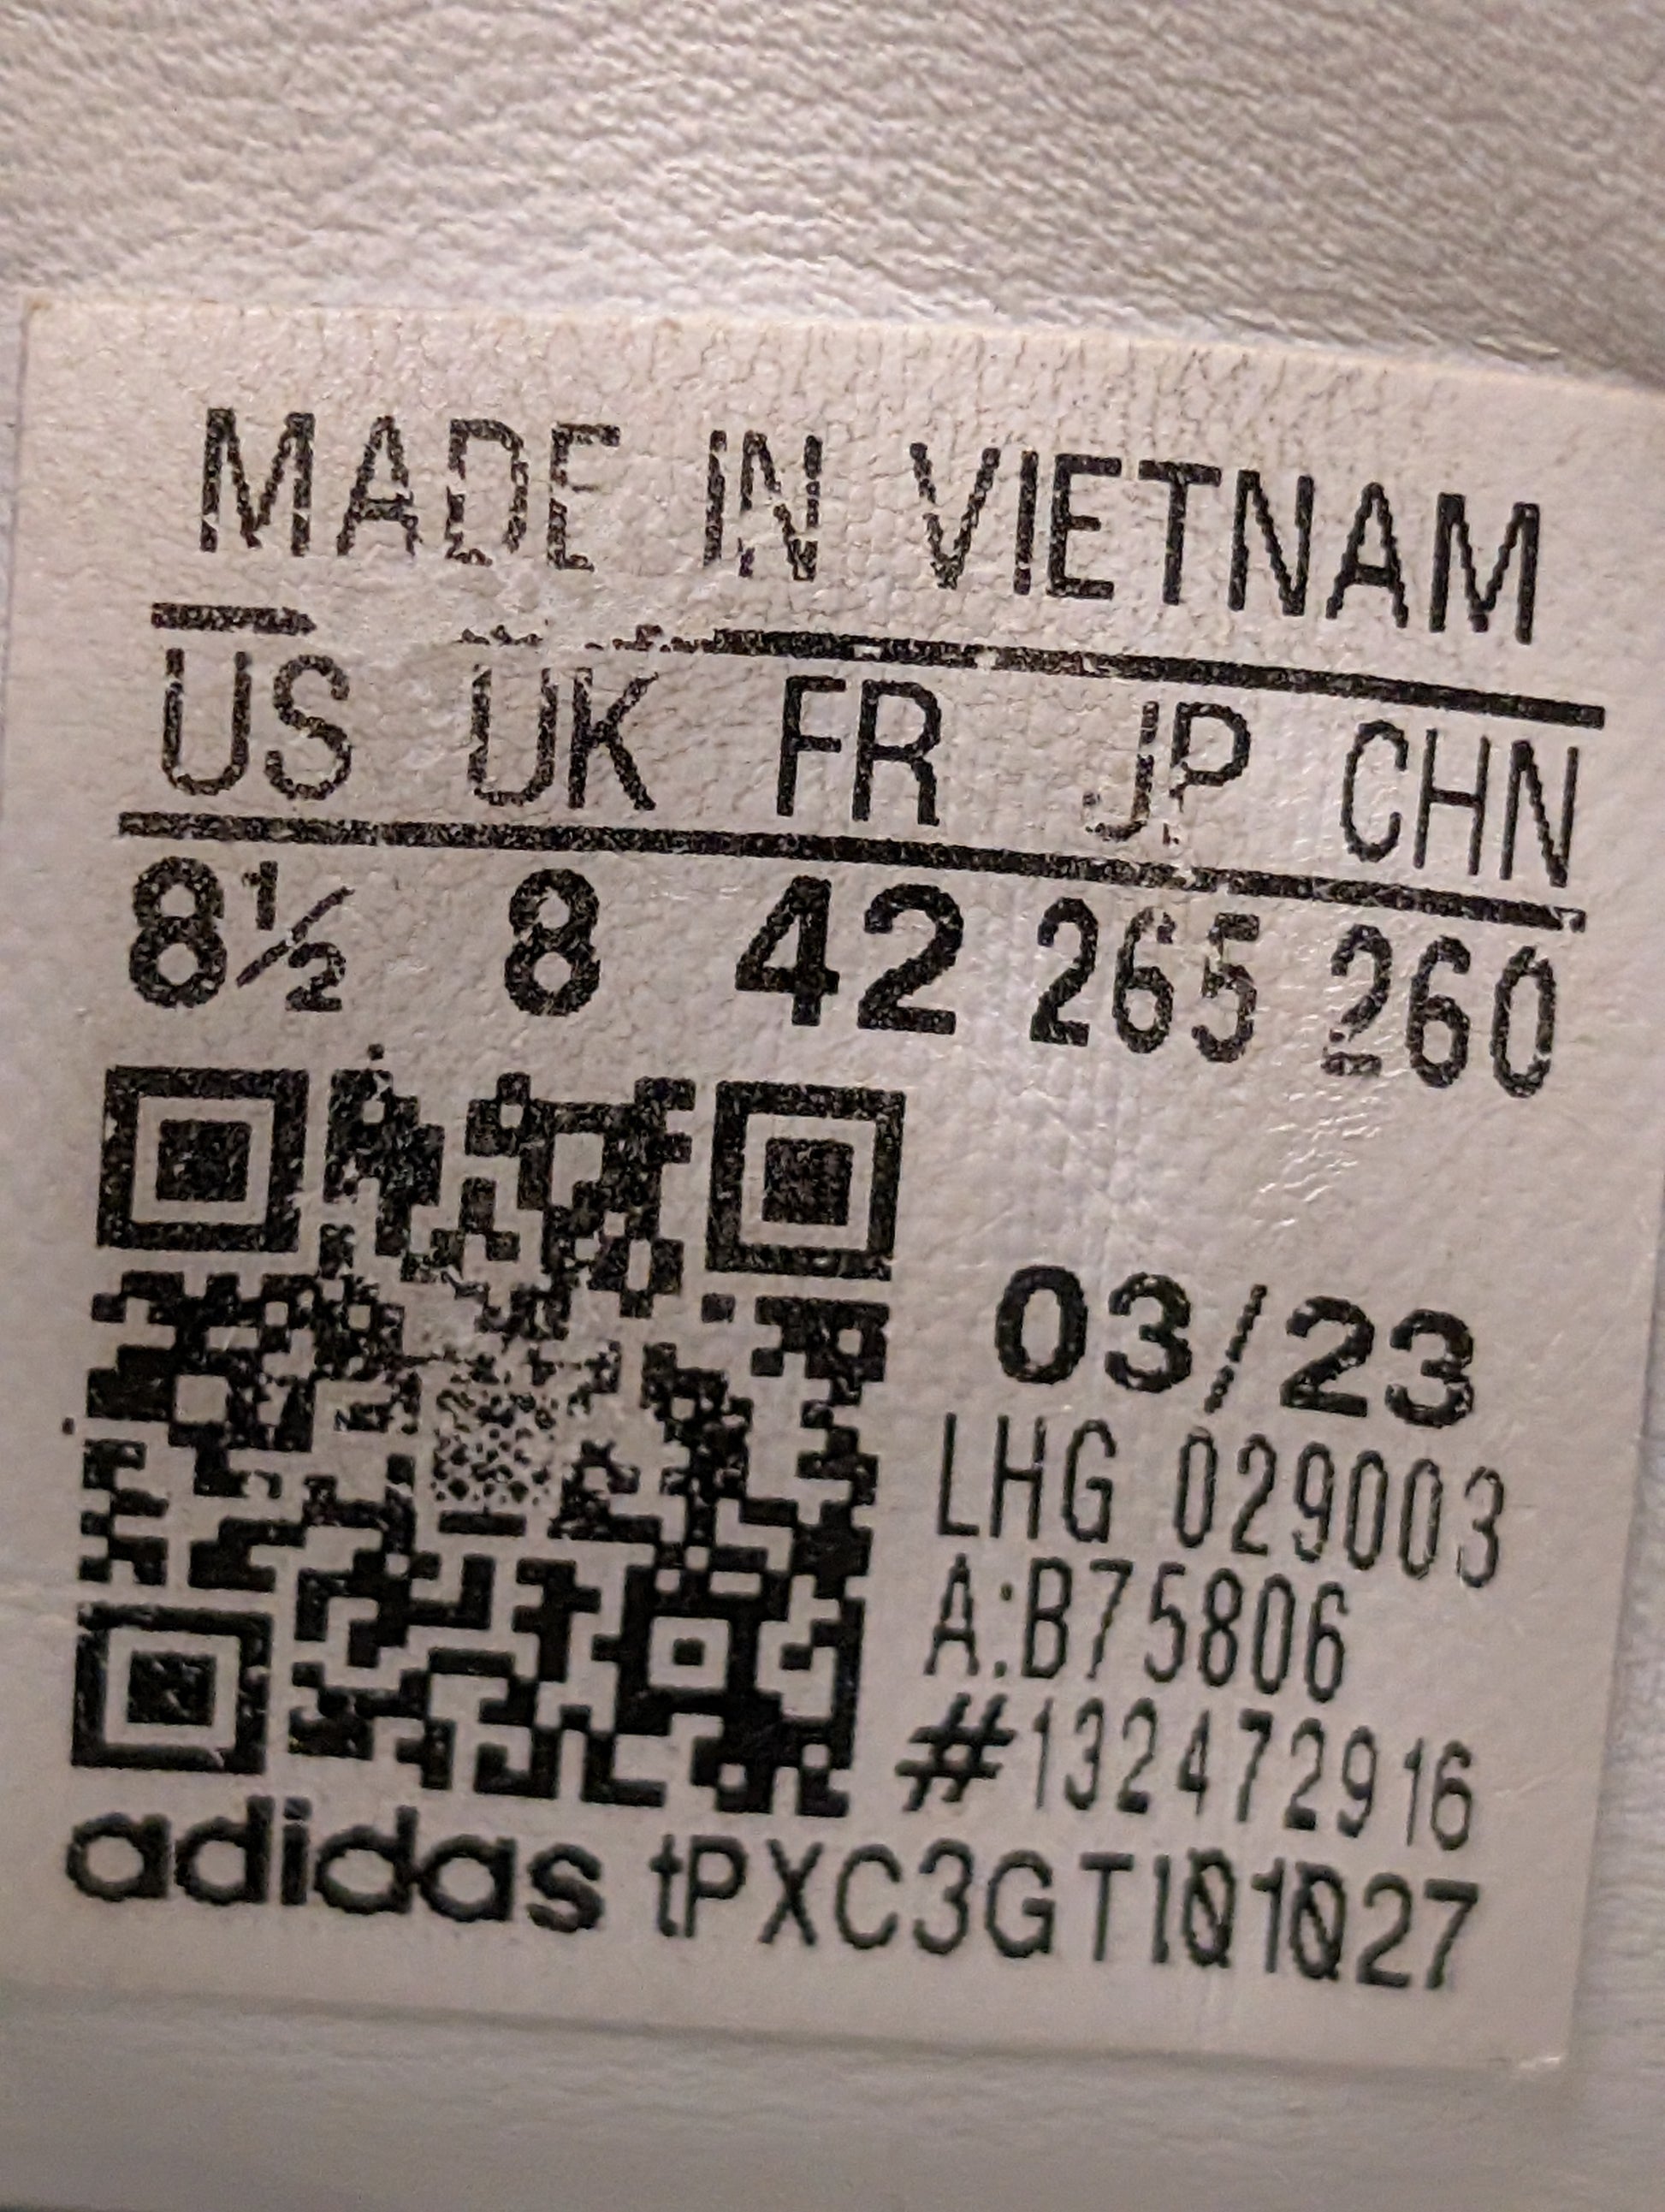 MADE IN VIETNAM
US UK FR JP CHN
8½ 8 42 265 260
03/23
LHG 029003
A:B75806
#132472916
adidas tPXC3GTI01027